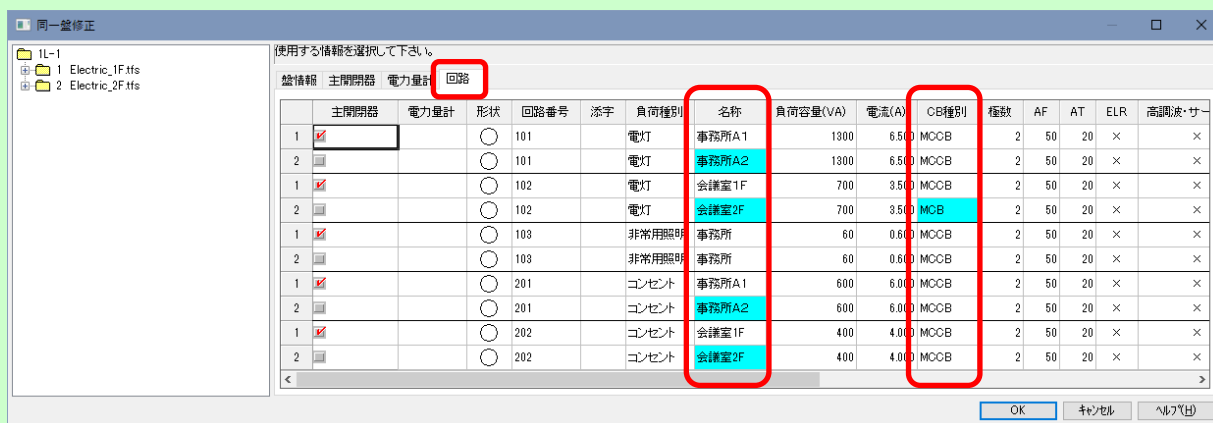 同一盤修正
1L-1
1 Electric_1F.tfs
2 Electric_2F.tfs
使用する情報を選択して下さい。
盤情報 主開閉器 電力量計 回路
主開閉器 電力量計 形状 回路番号 添字 負荷種別 名称 負荷容量(VA) 電流(A) CB種別 極数 AF AT ELR 高調波・サー
1 101 電灯 事務所A1 1300 6.500 MCCB 2 50 20 × ×
2 101 電灯 事務所A2 1300 6.500 MCCB 2 50 20 × ×
1 102 電灯 会議室1F 700 3.500 MCCB 2 50 20 × ×
2 102 電灯 会議室2F 700 3.500 MCB 2 50 20 × ×
1 103 非常用照明 事務所 60 0.600 MCCB 2 50 20 × ×
2 103 非常用照明 事務所 60 0.600 MCCB 2 50 20 × ×
1 201 コンセント 事務所A1 600 6.000 MCCB 2 50 20 × ×
2 201 コンセント 事務所A2 600 6.000 MCCB 2 50 20 × ×
1 202 コンセント 会議室1F 400 4.000 MCCB 2 50 20 × ×
2 202 コンセント 会議室2F 400 4.000 MCCB 2 50 20 × ×
OK キャンセル ヘルプ(H)